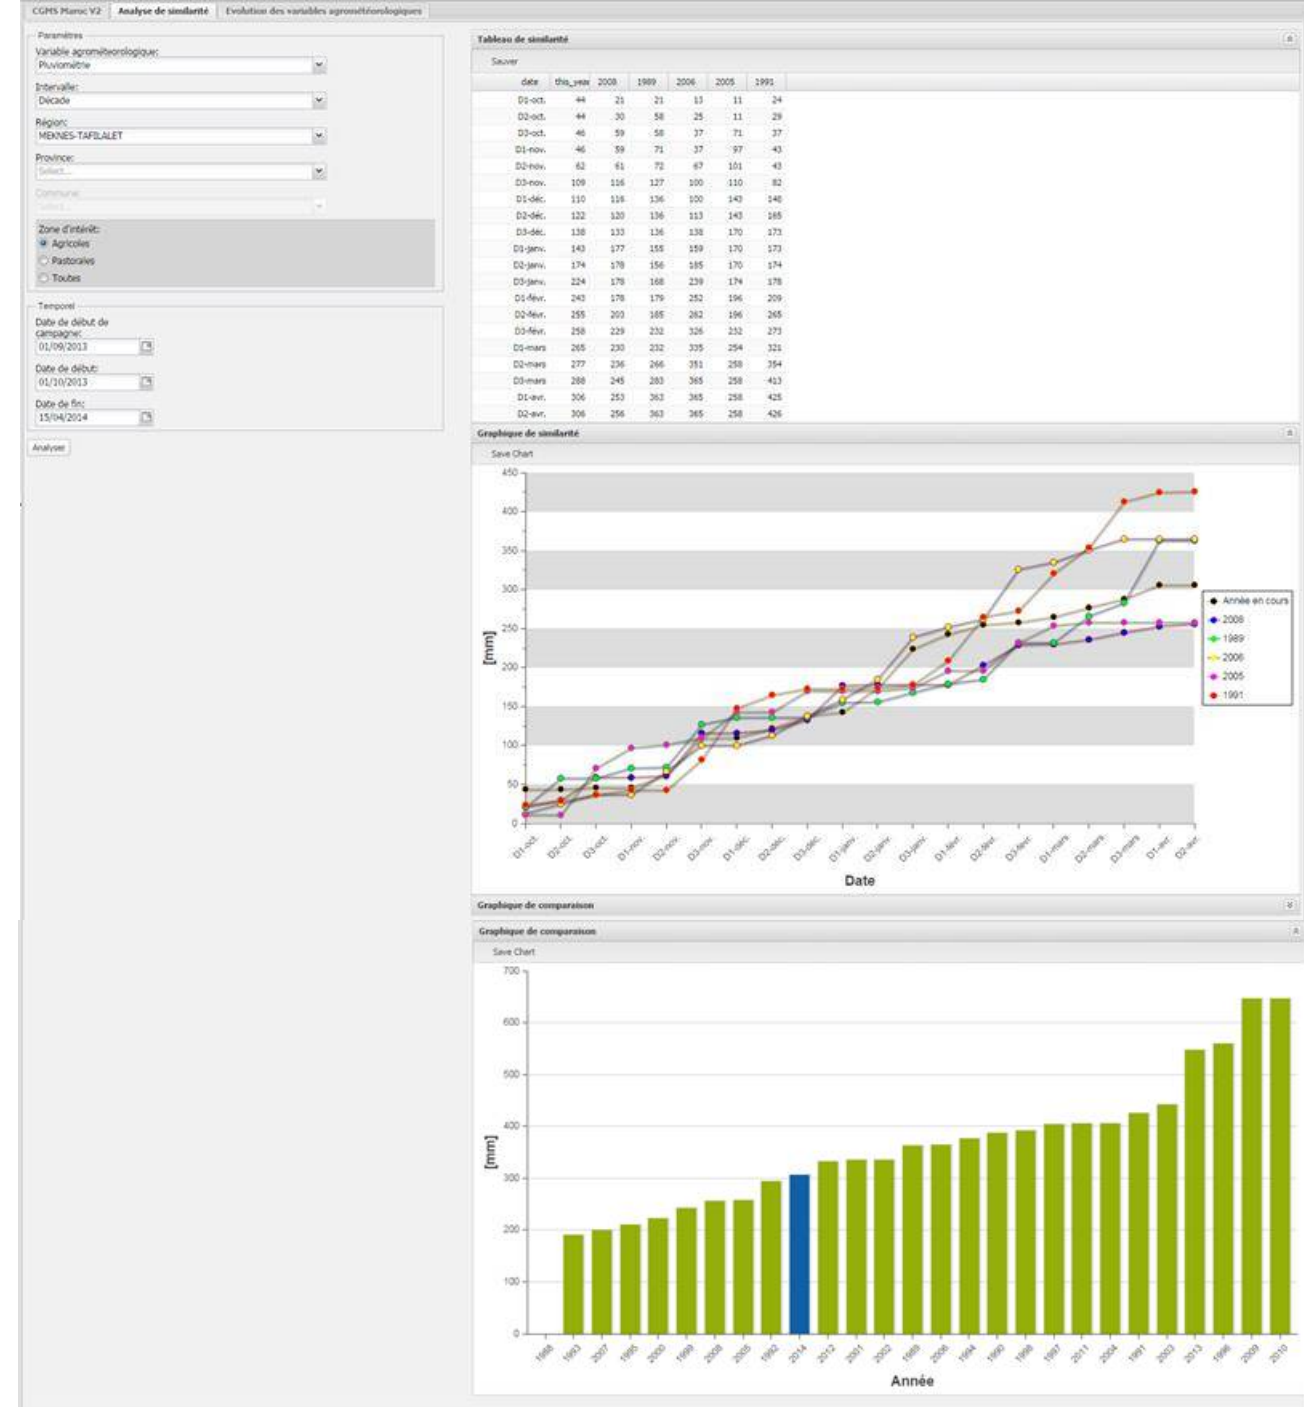 CGMS Maroc V2 Analyse de similarité Evolution des variables agrométéorologiques
Paramètres
Variable agrométeorologique:
Pluviométrie
Intervalle:
Décade
Région:
MEKNES-TAFILALET
Province:
Select...
Commune:
Select...
Zone d'intérêt:
Agricoles
Pastorales
Toutes
Temporel
Date de début de
campagne:
01/09/2013
Date de début:
01/10/2013
Date de fin:
15/04/2014
Analyser
Tableau de similarité
Sauver
date this_year 2008 1989 2006 2005 1991
D1-oct. 44 21 21 13 11 24
D2-oct. 44 30 58 25 11 29
D3-oct. 46 59 58 37 71 37
D1-nov. 46 59 71 37 97 43
D2-nov. 62 61 72 67 101 43
D3-nov. 109 116 127 100 110 82
D1-déc. 110 116 136 100 143 148
D2-déc. 122 120 136 113 143 165
D3-déc. 138 133 136 138 170 173
D1-janv. 143 177 155 159 170 173
D2-janv. 174 178 156 185 170 174
D3-janv. 224 178 168 239 174 178
D1-févr. 243 178 179 252 196 209
D2-févr. 255 203 185 262 196 265
D3-févr. 258 229 232 326 232 273
D1-mars 265 230 232 335 254 321
D2-mars 277 236 266 351 258 354
D3-mars 288 245 283 365 258 413
D1-avr. 306 253 363 365 258 425
D2-avr. 306 256 363 365 258 426
Graphique de similarité
Save Chart
450
400
350
300
250
200
150
100
50
0
[mm]
D1-oct. D2-oct. D3-oct. D1-nov. D2-nov. D3-nov. D1-déc. D2-déc. D3-déc. D1-janv. D2-janv. D3-janv. D1-févr. D2-févr. D3-févr. D1-mars D2-mars D3-mars D1-avr. D2-avr.
Date
Année en cours
2008
1989
2006
2005
1991
Graphique de comparaison
Graphique de comparaison
Save Chart
700
600
500
400
300
200
100
0
[mm]
1988 1993 2007 1995 2000 1999 2008 2005 1992 2014 2012 2001 2002 1989 2006 1994 1990 1998 1997 2011 2004 1991 2003 2013 1996 2009 2010
Année